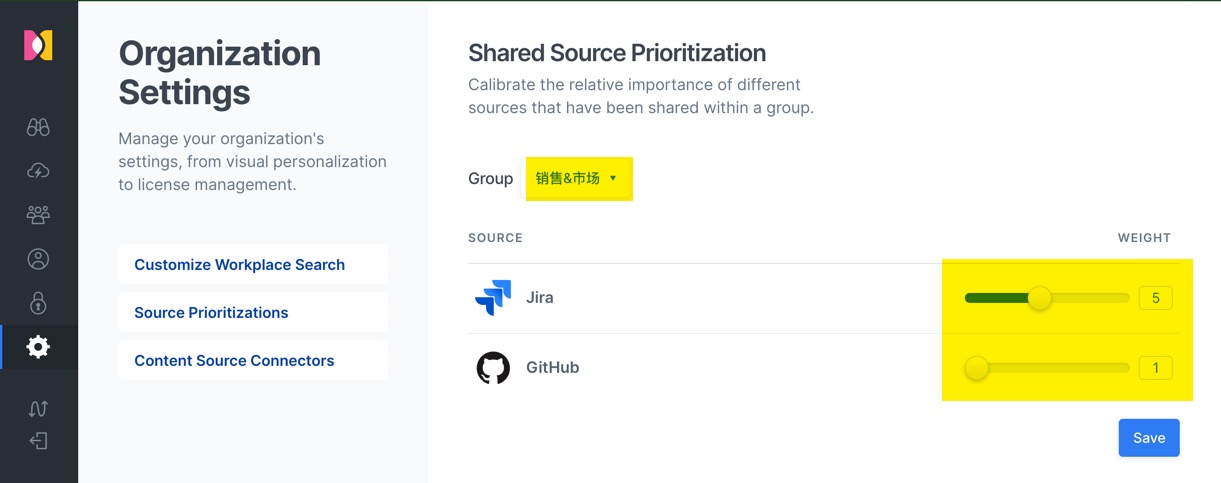 Organization
Settings
Manage your organization's
settings, from visual personalization
to license management.
Customize Workplace Search
Source Prioritizations
Content Source Connectors
Shared Source Prioritization
Calibrate the relative importance of different
sources that have been shared within a group.
Group 销售&市场
SOURCE WEIGHT
Jira 5
GitHub 1
Save